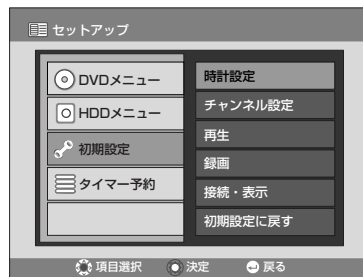 セットアップ
DVDメニュー
HDDメニュー
初期設定
タイマー予約
時計設定
チャンネル設定
再生
録画
接続・表示
初期設定に戻す
項目選択 決定 戻る